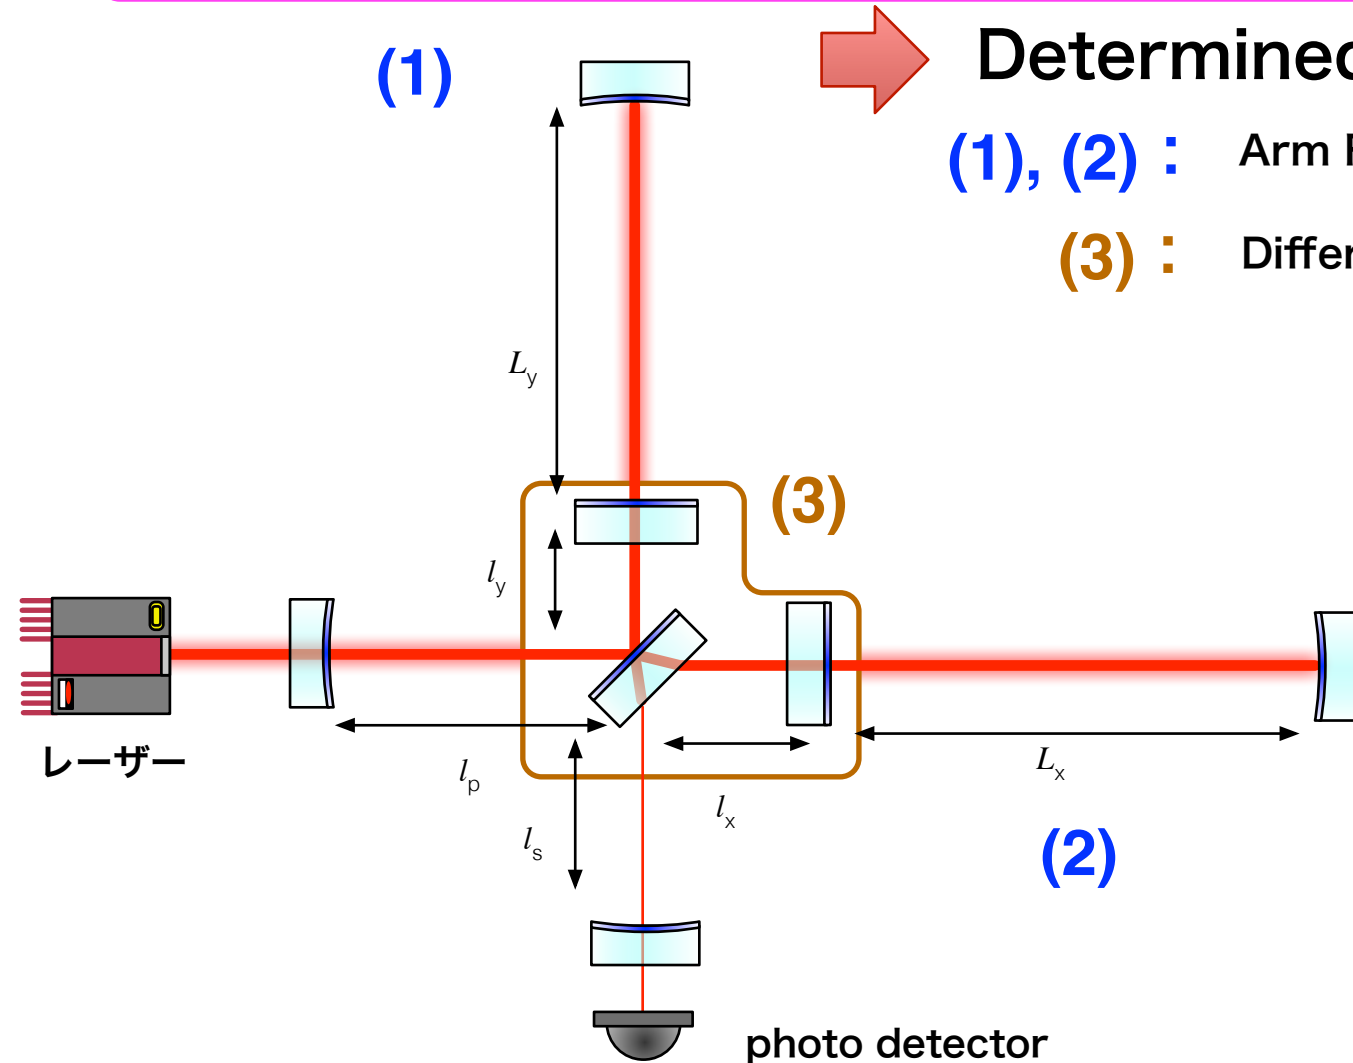 (1)
Determined
(1), (2) : Arm
(3) : Differ
L_y
(3)
l_y
レーザー
l_p
L_x
l_x
l_s
(2)
photo detector